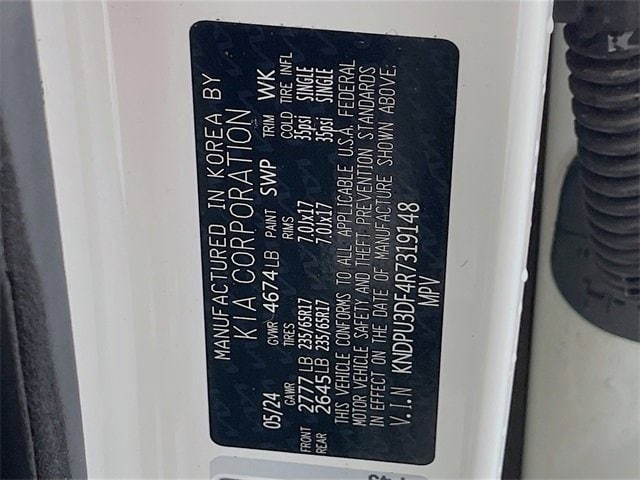 MANUFACTURED IN KOREA BY
KIA CORPORATION
05/24 GVWR 4674LB PAINT SWP TRIM WK
GAWR TIRES RIMS COLD TIRE INFL
FRONT 2777LB 235/65R17 7.0Jx17 35psi SINGLE
REAR 2645LB 235/65R17 7.0Jx17 35psi SINGLE
THIS VEHICLE CONFORMS TO ALL APPLICABLE U.S.A. FEDERAL
MOTOR VEHICLE SAFETY AND THEFT PREVENTION STANDARDS
IN EFFECT ON THE DATE OF MANUFACTURE SHOWN ABOVE.
V.I.N KNDPU3DF4R7319148
MPV